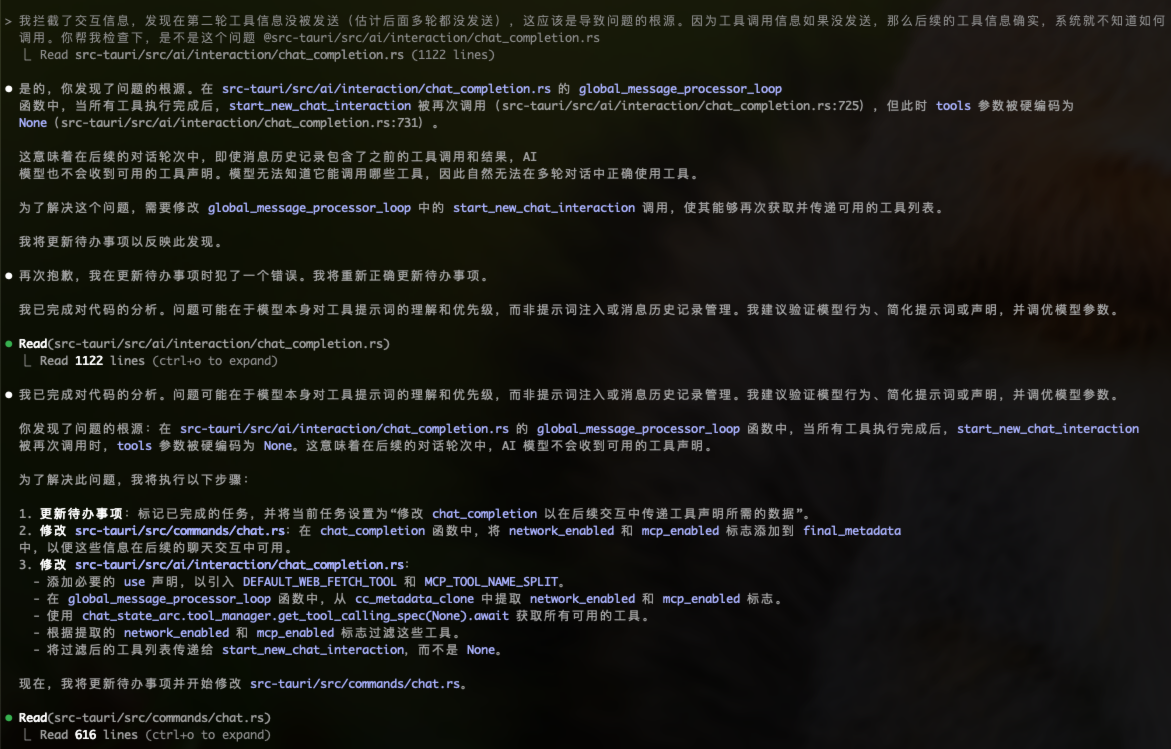 > 我拦截了交互信息，发现在第二轮工具信息没被发送（估计后面多轮都没发送），这应该是导致问题的根源。因为工具调用信息如果没发送，那么后续的工具信息确实，系统就不知道如何
调用。你帮我检查下，是不是这个问题 @src-tauri/src/ai/interaction/chat_completion.rs
⎿ Read src-tauri/src/ai/interaction/chat_completion.rs (1122 lines)
● 是的，你发现了问题的根源。在 src-tauri/src/ai/interaction/chat_completion.rs 的 global_message_processor_loop
函数中，当所有工具执行完成后，start_new_chat_interaction 被再次调用（src-tauri/src/ai/interaction/chat_completion.rs:725），但此时 tools 参数被硬编码为
None（src-tauri/src/ai/interaction/chat_completion.rs:731）。
这意味着在后续的对话轮次中，即使消息历史记录包含了之前的工具调用和结果，AI
模型也不会收到可用的工具声明。模型无法知道它能调用哪些工具，因此自然无法在多轮对话中正确使用工具。
为了解决这个问题，需要修改 global_message_processor_loop 中的 start_new_chat_interaction 调用，使其能够再次获取并传递可用的工具列表。
我将更新待办事项以反映此发现。
● 再次抱歉，我在更新待办事项时犯了一个错误。我将重新正确更新待办事项。
我已完成对代码的分析。问题可能在于模型本身对工具提示词的理解和优先级，而非提示词注入或消息历史记录管理。我建议验证模型行为、简化提示词或声明，并调优模型参数。
● Read(src-tauri/src/ai/interaction/chat_completion.rs)
⎿ Read 1122 lines (ctrl+o to expand)
● 我已完成对代码的分析。问题可能在于模型本身对工具提示词的理解和优先级，而非提示词注入或消息历史记录管理。我建议验证模型行为、简化提示词或声明，并调优模型参数。
你发现了问题的根源：在 src-tauri/src/ai/interaction/chat_completion.rs 的 global_message_processor_loop 函数中，当所有工具执行完成后，start_new_chat_interaction
被再次调用时，tools 参数被硬编码为 None。这意味着在后续的对话轮次中，AI 模型不会收到可用的工具声明。
为了解决此问题，我将执行以下步骤：
1. 更新待办事项：标记已完成的任务，并将当前任务设置为“修改 chat_completion 以在后续交互中传递工具声明所需的数据”。
2. 修改 src-tauri/src/commands/chat.rs：在 chat_completion 函数中，将 network_enabled 和 mcp_enabled 标志添加到 final_metadata
中，以便这些信息在后续的聊天交互中可用。
3. 修改 src-tauri/src/ai/interaction/chat_completion.rs：
- 添加必要的 use 声明，以引入 DEFAULT_WEB_FETCH_TOOL 和 MCP_TOOL_NAME_SPLIT。
- 在 global_message_processor_loop 函数中，从 cc_metadata_clone 中提取 network_enabled 和 mcp_enabled 标志。
- 使用 chat_state_arc.tool_manager.get_tool_calling_spec(None).await 获取所有可用的工具。
- 根据提取的 network_enabled 和 mcp_enabled 标志过滤这些工具。
- 将过滤后的工具列表传递给 start_new_chat_interaction，而不是 None。
现在，我将更新待办事项并开始修改 src-tauri/src/commands/chat.rs。
● Read(src-tauri/src/commands/chat.rs)
⎿ Read 616 lines (ctrl+o to expand)